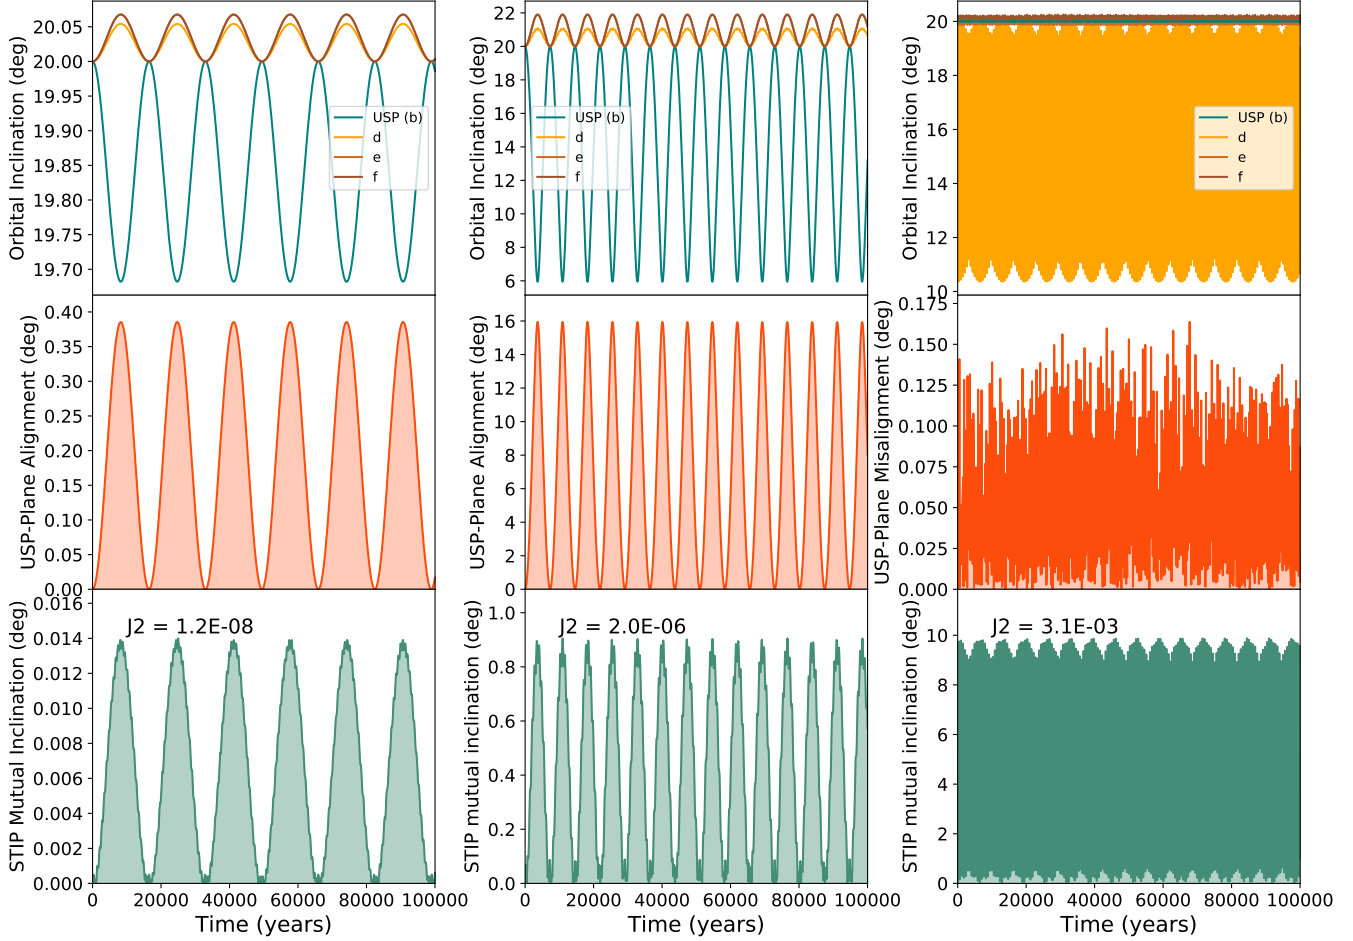 Orbital Inclination (deg)
20.05
20.00
19.95
19.90
19.85
19.80
19.75
19.70
USP (b)
d
e
f
Orbital Inclination (deg)
22
20
18
16
14
12
10
8
6
USP (b)
d
e
f
Orbital Inclination (deg)
20
18
16
14
12
10
USP (b)
d
e
f
USP-Plane Alignment (deg)
0.40
0.35
0.30
0.25
0.20
0.15
0.10
0.05
0.00
USP-Plane Alignment (deg)
16
14
12
10
8
6
4
2
0
USP-Plane Misalignment (deg)
0.175
0.150
0.125
0.100
0.075
0.050
0.025
0.000
STIP Mutual Inclination (deg)
0.016
0.014
0.012
0.010
0.008
0.006
0.004
0.002
0.000
J2 = 1.2E-08
0 20000 40000 60000 80000 100000
Time (years)
STIP mutual inclination (deg)
1.0
0.8
0.6
0.4
0.2
0.0
J2 = 2.0E-06
0 20000 40000 60000 80000 100000
Time (years)
STIP mutual inclination (deg)
10
8
6
4
2
0
J2 = 3.1E-03
0 20000 40000 60000 80000 100000
Time (years)